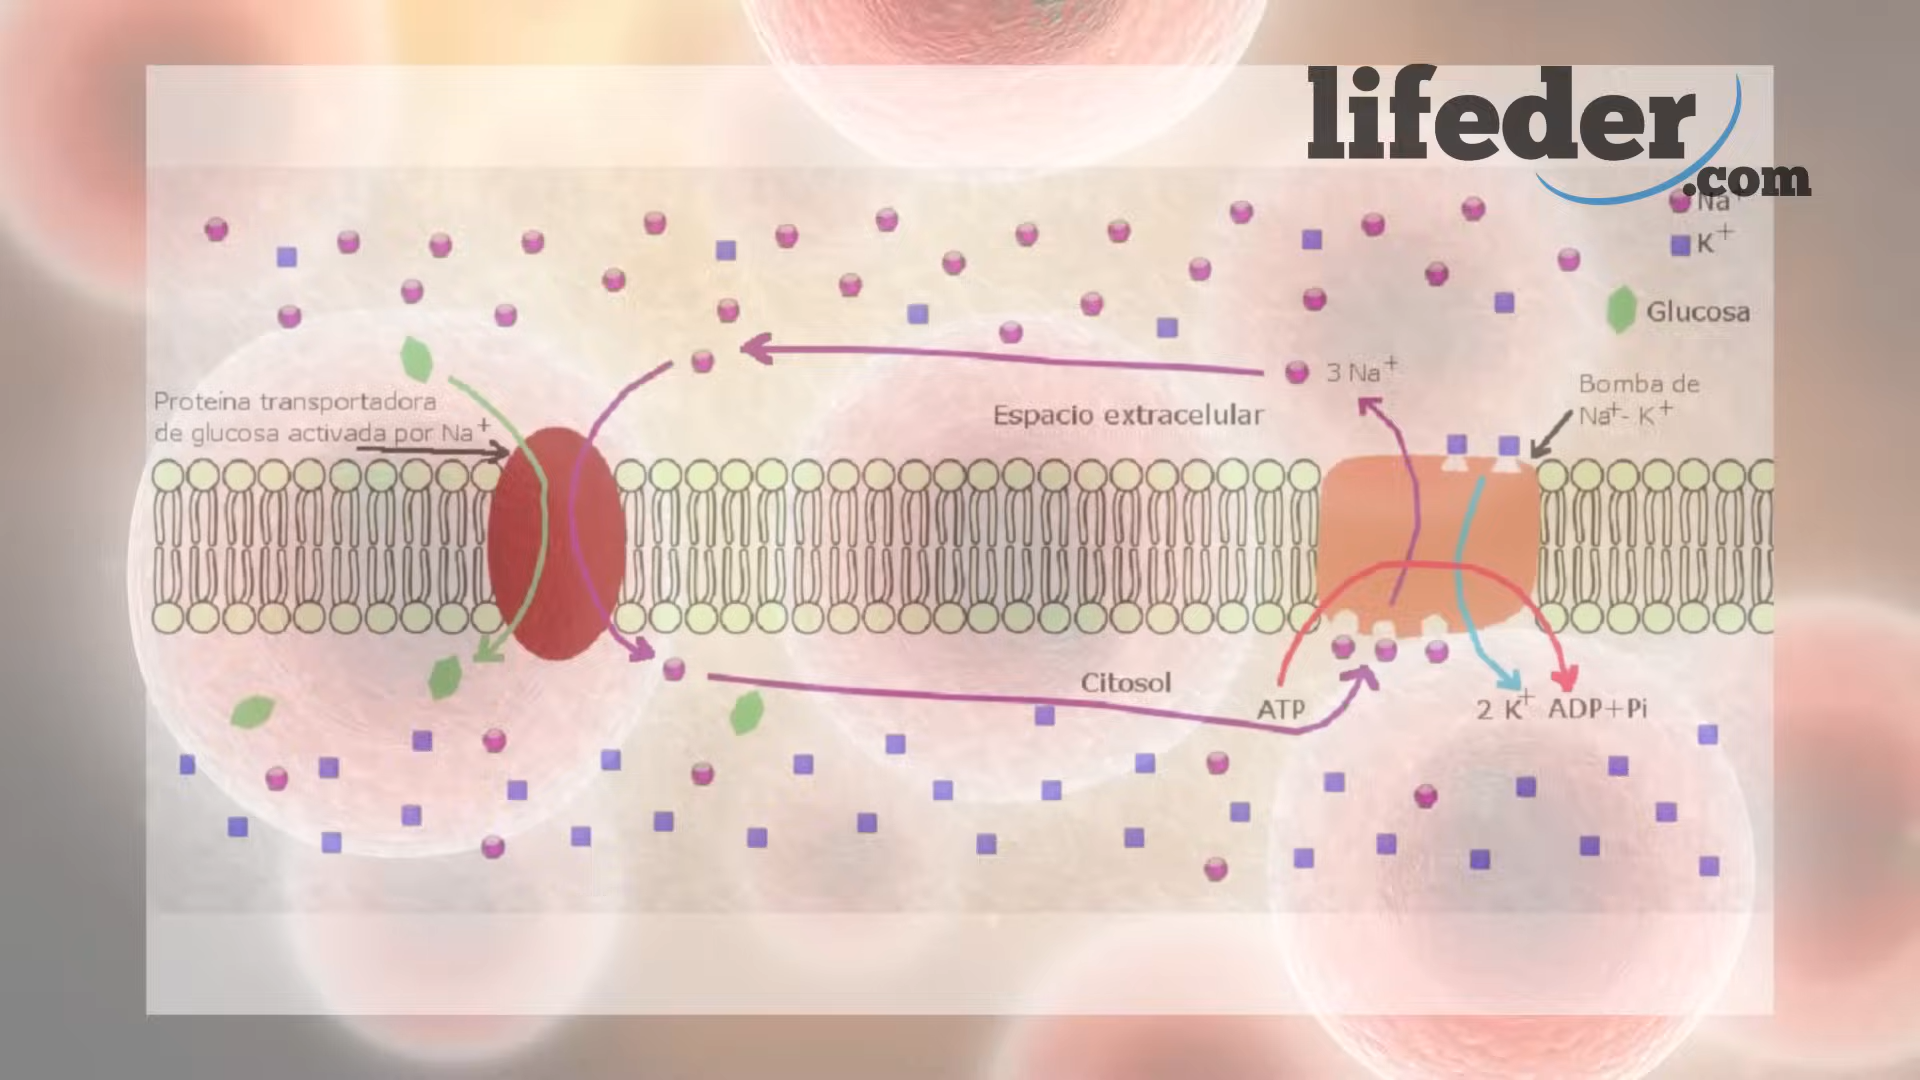 lifeder
.com
Na+
K+
Glucosa
3 Na+
Bomba de
Na+- K+
Proteina transportadora
de glucosa activada por Na+
Espacio extracelular
Citosol
ATP
2 K+
ADP+Pi